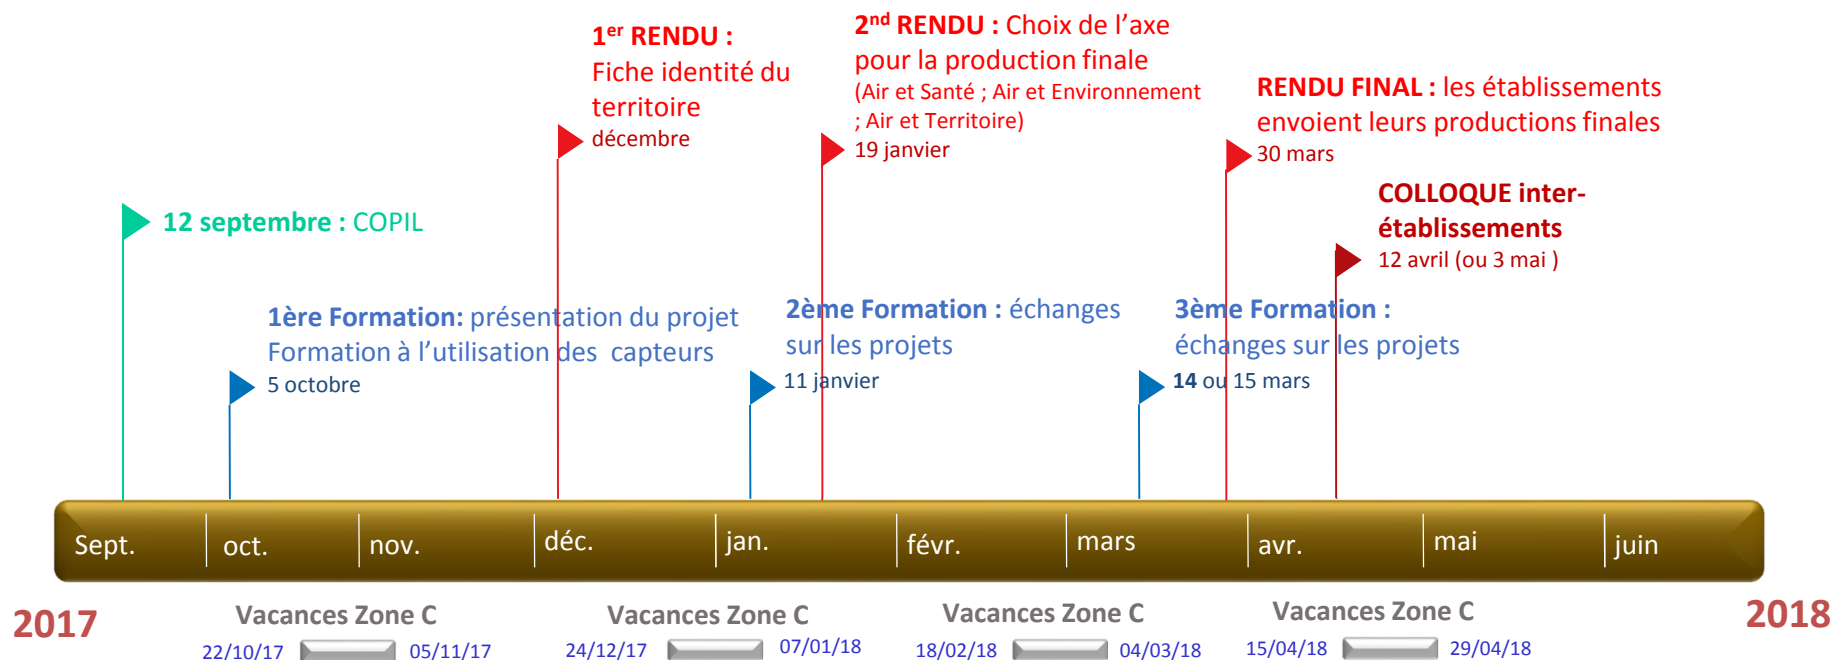 1er RENDU :
Fiche identité du
territoire
décembre
2nd RENDU : Choix de l’axe
pour la production finale
(Air et Santé ; Air et Environnement
; Air et Territoire)
19 janvier
RENDU FINAL : les établissements
envoient leurs productions finales
30 mars
COLLOQUE inter-
établissements
12 avril (ou 3 mai )
12 septembre : COPIL
1ère Formation: présentation du projet
Formation à l’utilisation des capteurs
5 octobre
2ème Formation : échanges
sur les projets
11 janvier
3ème Formation :
échanges sur les projets
14 ou 15 mars
Sept. oct. nov. déc. jan. févr. mars avr. mai juin
2017
2018
Vacances Zone C
22/10/17 05/11/17
Vacances Zone C
24/12/17 07/01/18
Vacances Zone C
18/02/18 04/03/18
Vacances Zone C
15/04/18 29/04/18